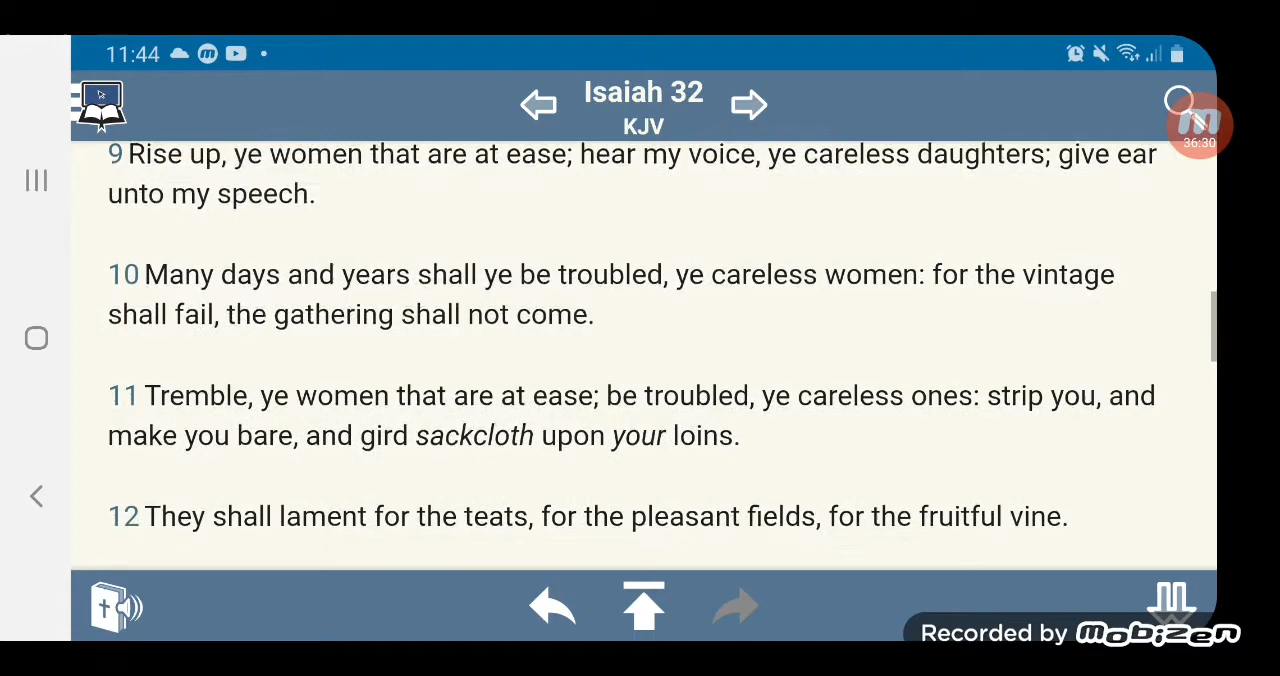 11:44
Isaiah 32
KJV
36:30
9 Rise up, ye women that are at ease; hear my voice, ye careless daughters; give ear
unto my speech.
10 Many days and years shall ye be troubled, ye careless women: for the vintage
shall fail, the gathering shall not come.
11 Tremble, ye women that are at ease; be troubled, ye careless ones: strip you, and
make you bare, and gird sackcloth upon your loins.
12 They shall lament for the teats, for the pleasant fields, for the fruitful vine.
Recorded by mobizen